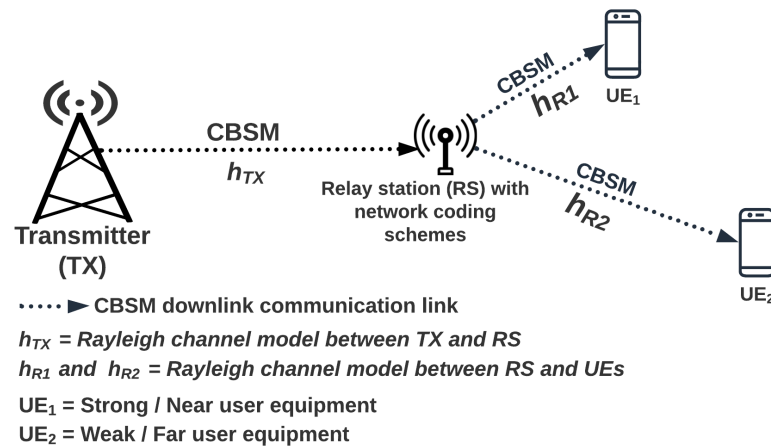 CBSM
h_R1
UE₁
CBSM
h_TX
Relay station (RS) with
network coding
schemes
CBSM
h_R2
Transmitter
(TX)
UE₂
CBSM downlink communication link
h_TX = Rayleigh channel model between TX and RS
h_R1 and h_R2 = Rayleigh channel model between RS and UEs
UE₁ = Strong / Near user equipment
UE₂ = Weak / Far user equipment